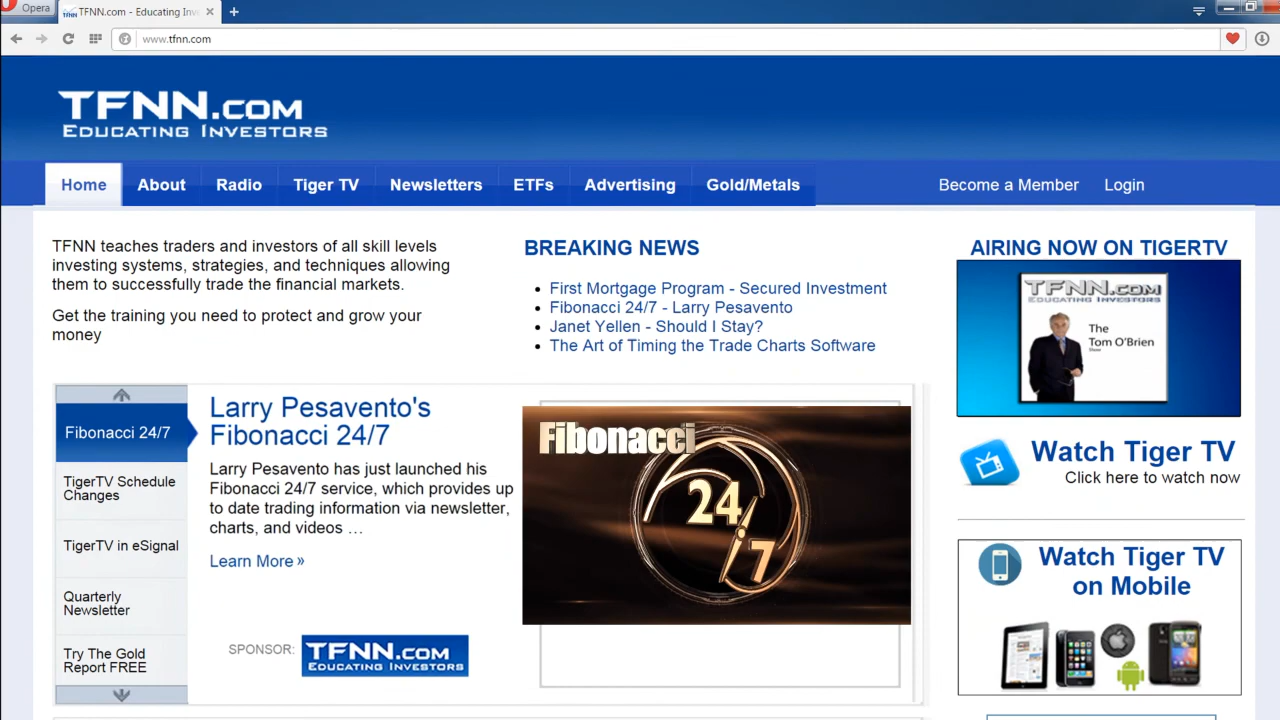 Opera
TFNN.com - Educating Inv
www.tfnn.com
TFNN.COM
EDUCATING INVESTORS
Home
About
Radio
Tiger TV
Newsletters
ETFs
Advertising
Gold/Metals
Become a Member
Login
TFNN teaches traders and investors of all skill levels
investing systems, strategies, and techniques allowing
them to successfully trade the financial markets.
Get the training you need to protect and grow your
money
BREAKING NEWS
First Mortgage Program - Secured Investment
Fibonacci 24/7 - Larry Pesavento
Janet Yellen - Should I Stay?
The Art of Timing the Trade Charts Software
AIRING NOW ON TIGERTV
TFNN.COM
EDUCATING INVESTORS
The
Tom O'Brien
Show
Watch Tiger TV
Click here to watch now
Watch Tiger TV
on Mobile
Fibonacci 24/7
TigerTV Schedule
Changes
TigerTV in eSignal
Quarterly
Newsletter
Try The Gold
Report FREE
Larry Pesavento's
Fibonacci 24/7
Larry Pesavento has just launched his
Fibonacci 24/7 service, which provides up
to date trading information via newsletter,
charts, and videos …
Learn More »
SPONSOR:
TFNN.COM
EDUCATING INVESTORS
Fibonacci
24/7